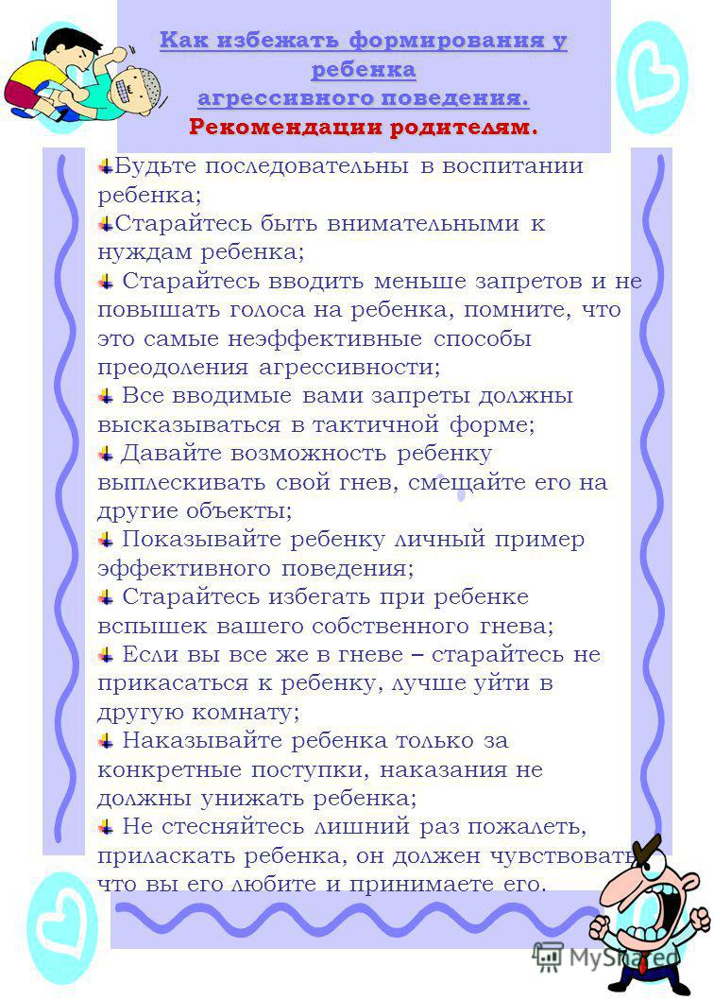 Как избежать формирования у
ребенка
агрессивного поведения.
Рекомендации родителям.
Будьте последовательны в воспитании
ребенка;
Старайтесь быть внимательными к
нуждам ребенка;
Старайтесь вводить меньше запретов и не
повышать голоса на ребенка, помните, что
это самые неэффективные способы
преодоления агрессивности;
Все вводимые вами запреты должны
высказываться в тактичной форме;
Давайте возможность ребенку
выплескивать свой гнев, смещайте его на
другие объекты;
Показывайте ребенку личный пример
эффективного поведения;
Старайтесь избегать при ребенке
вспышек вашего собственного гнева;
Если вы все же в гневе – старайтесь не
прикасаться к ребенку, лучше уйти в
другую комнату;
Наказывайте ребенка только за
конкретные поступки, наказания не
должны унижать ребенка;
Не стесняйтесь лишний раз пожалеть,
приласкать ребенка, он должен чувствовать
что вы его любите и принимаете его.
MyShared